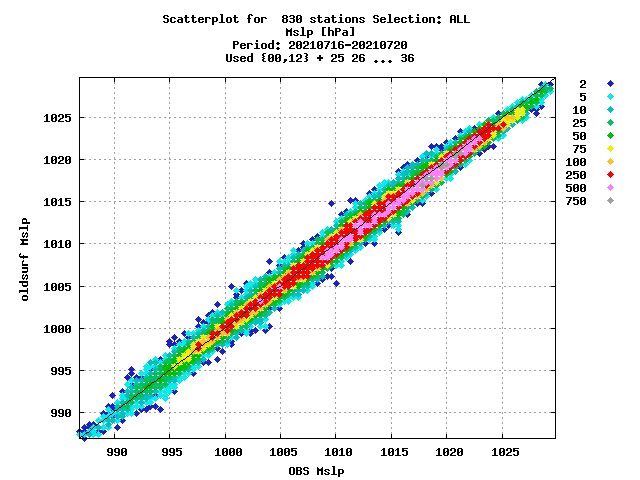 Scatterplot for  830 stations Selection: ALL
Mslp [hPa]
Period: 20210716-20210720
Used {00,12} + 25 26 ... 36
2
5
10
25
50
75
100
250
500
750
oldsurf Mslp
1025
1020
1015
1010
1005
1000
995
990
990 995 1000 1005 1010 1015 1020 1025
OBS Mslp